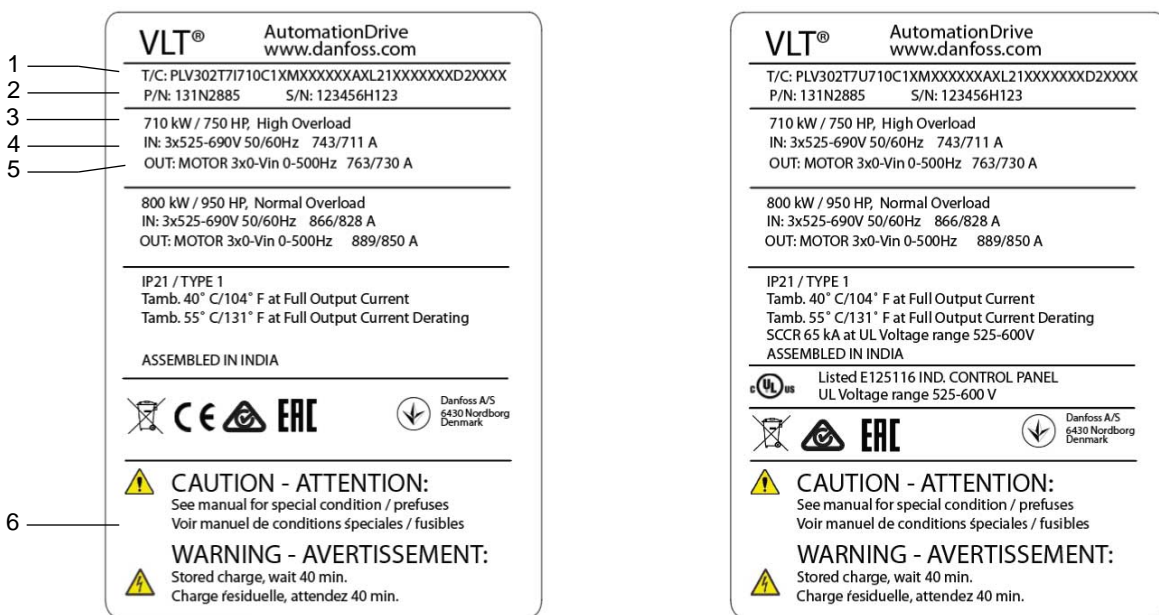 1
2
3
4
5
6
VLT® AutomationDrive
www.danfoss.com
T/C: PLV302T7I710C1XMXXXXXXAXL21XXXXXXXD2XXXX
P/N: 131N2885 S/N: 123456H123
710 kW / 750 HP, High Overload
IN: 3x525-690V 50/60Hz 743/711 A
OUT: MOTOR 3x0-Vin 0-500Hz 763/730 A
800 kW / 950 HP, Normal Overload
IN: 3x525-690V 50/60Hz 866/828 A
OUT: MOTOR 3x0-Vin 0-500Hz 889/850 A
IP21 / TYPE 1
Tamb. 40˚ C/104˚ F at Full Output Current
Tamb. 55˚ C/131˚ F at Full Output Current Derating
ASSEMBLED IN INDIA
CE EAC
Danfoss A/S
6430 Nordborg
Denmark
CAUTION - ATTENTION:
See manual for special condition / prefuses
Voir manuel de conditions śpeciales / fusibles
WARNING - AVERTISSEMENT:
Stored charge, wait 40 min.
Charge ŕesiduelle, attendez 40 min.
VLT® AutomationDrive
www.danfoss.com
T/C: PLV302T7U710C1XMXXXXXXAXL21XXXXXXXD2XXXX
P/N: 131N2885 S/N: 123456H123
710 kW / 750 HP, High Overload
IN: 3x525-690V 50/60Hz 743/711 A
OUT: MOTOR 3x0-Vin 0-500Hz 763/730 A
800 kW / 950 HP, Normal Overload
IN: 3x525-690V 50/60Hz 866/828 A
OUT: MOTOR 3x0-Vin 0-500Hz 889/850 A
IP21 / TYPE 1
Tamb. 40˚ C/104˚ F at Full Output Current
Tamb. 55˚ C/131˚ F at Full Output Current Derating
SCCR 65 kA at UL Voltage range 525-600V
ASSEMBLED IN INDIA
c UL us Listed E125116 IND. CONTROL PANEL
UL Voltage range 525-600 V
EAC
Danfoss A/S
6430 Nordborg
Denmark
CAUTION - ATTENTION:
See manual for special condition / prefuses
Voir manuel de conditions śpeciales / fusibles
WARNING - AVERTISSEMENT:
Stored charge, wait 40 min.
Charge ŕesiduelle, attendez 40 min.